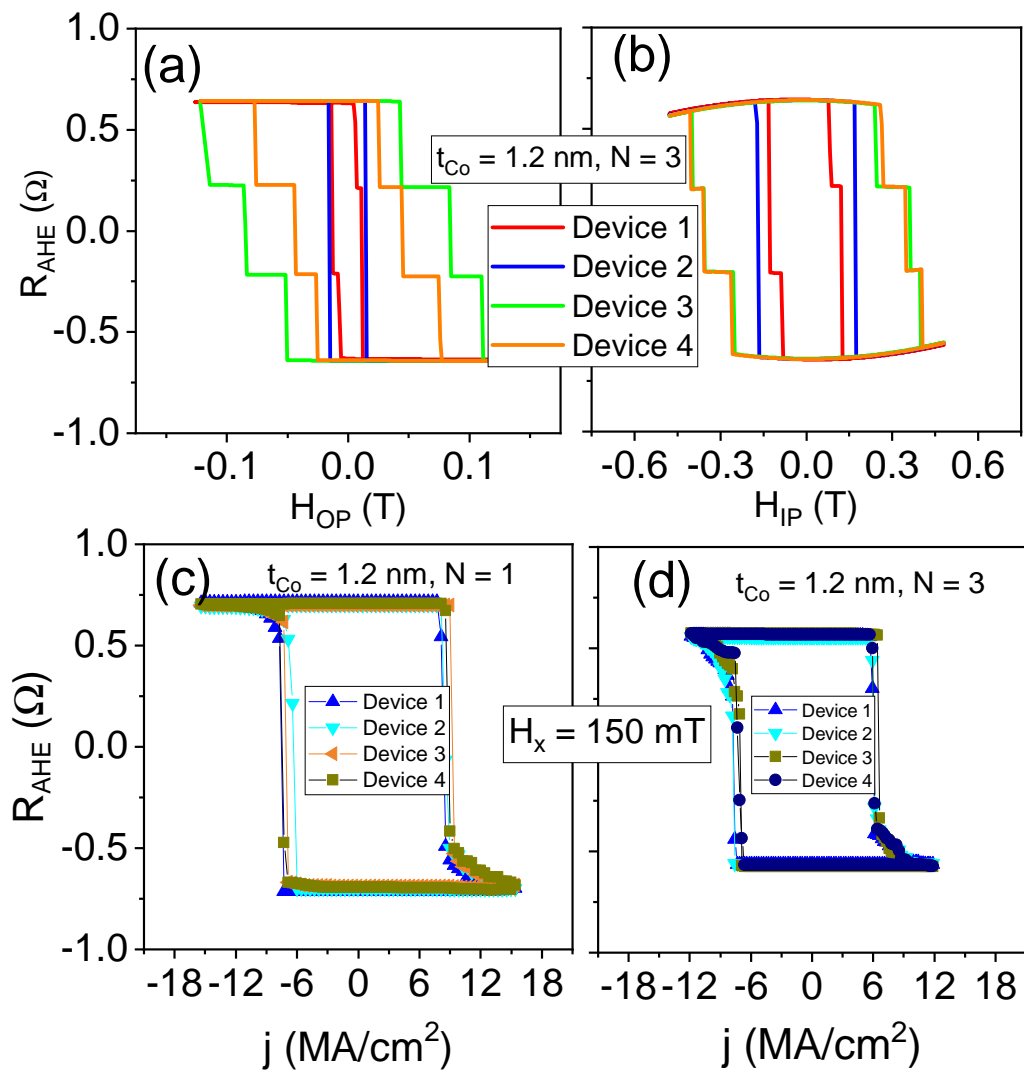 (a)
1.0
0.5
0.0
-0.5
-1.0
R_AHE (Ω)
-0.1 0.0 0.1
H_OP (T)
(b)
-0.6 -0.3 0.0 0.3 0.6
H_IP (T)
t_Co = 1.2 nm, N = 3
Device 1
Device 2
Device 3
Device 4
(c)
t_Co = 1.2 nm, N = 1
1.0
0.5
0.0
-0.5
-1.0
R_AHE (Ω)
Device 1
Device 2
Device 3
Device 4
-18 -12 -6 0 6 12 18
j (MA/cm²)
H_x = 150 mT
(d)
t_Co = 1.2 nm, N = 3
Device 1
Device 2
Device 3
Device 4
-18 -12 -6 0 6 12 18
j (MA/cm²)